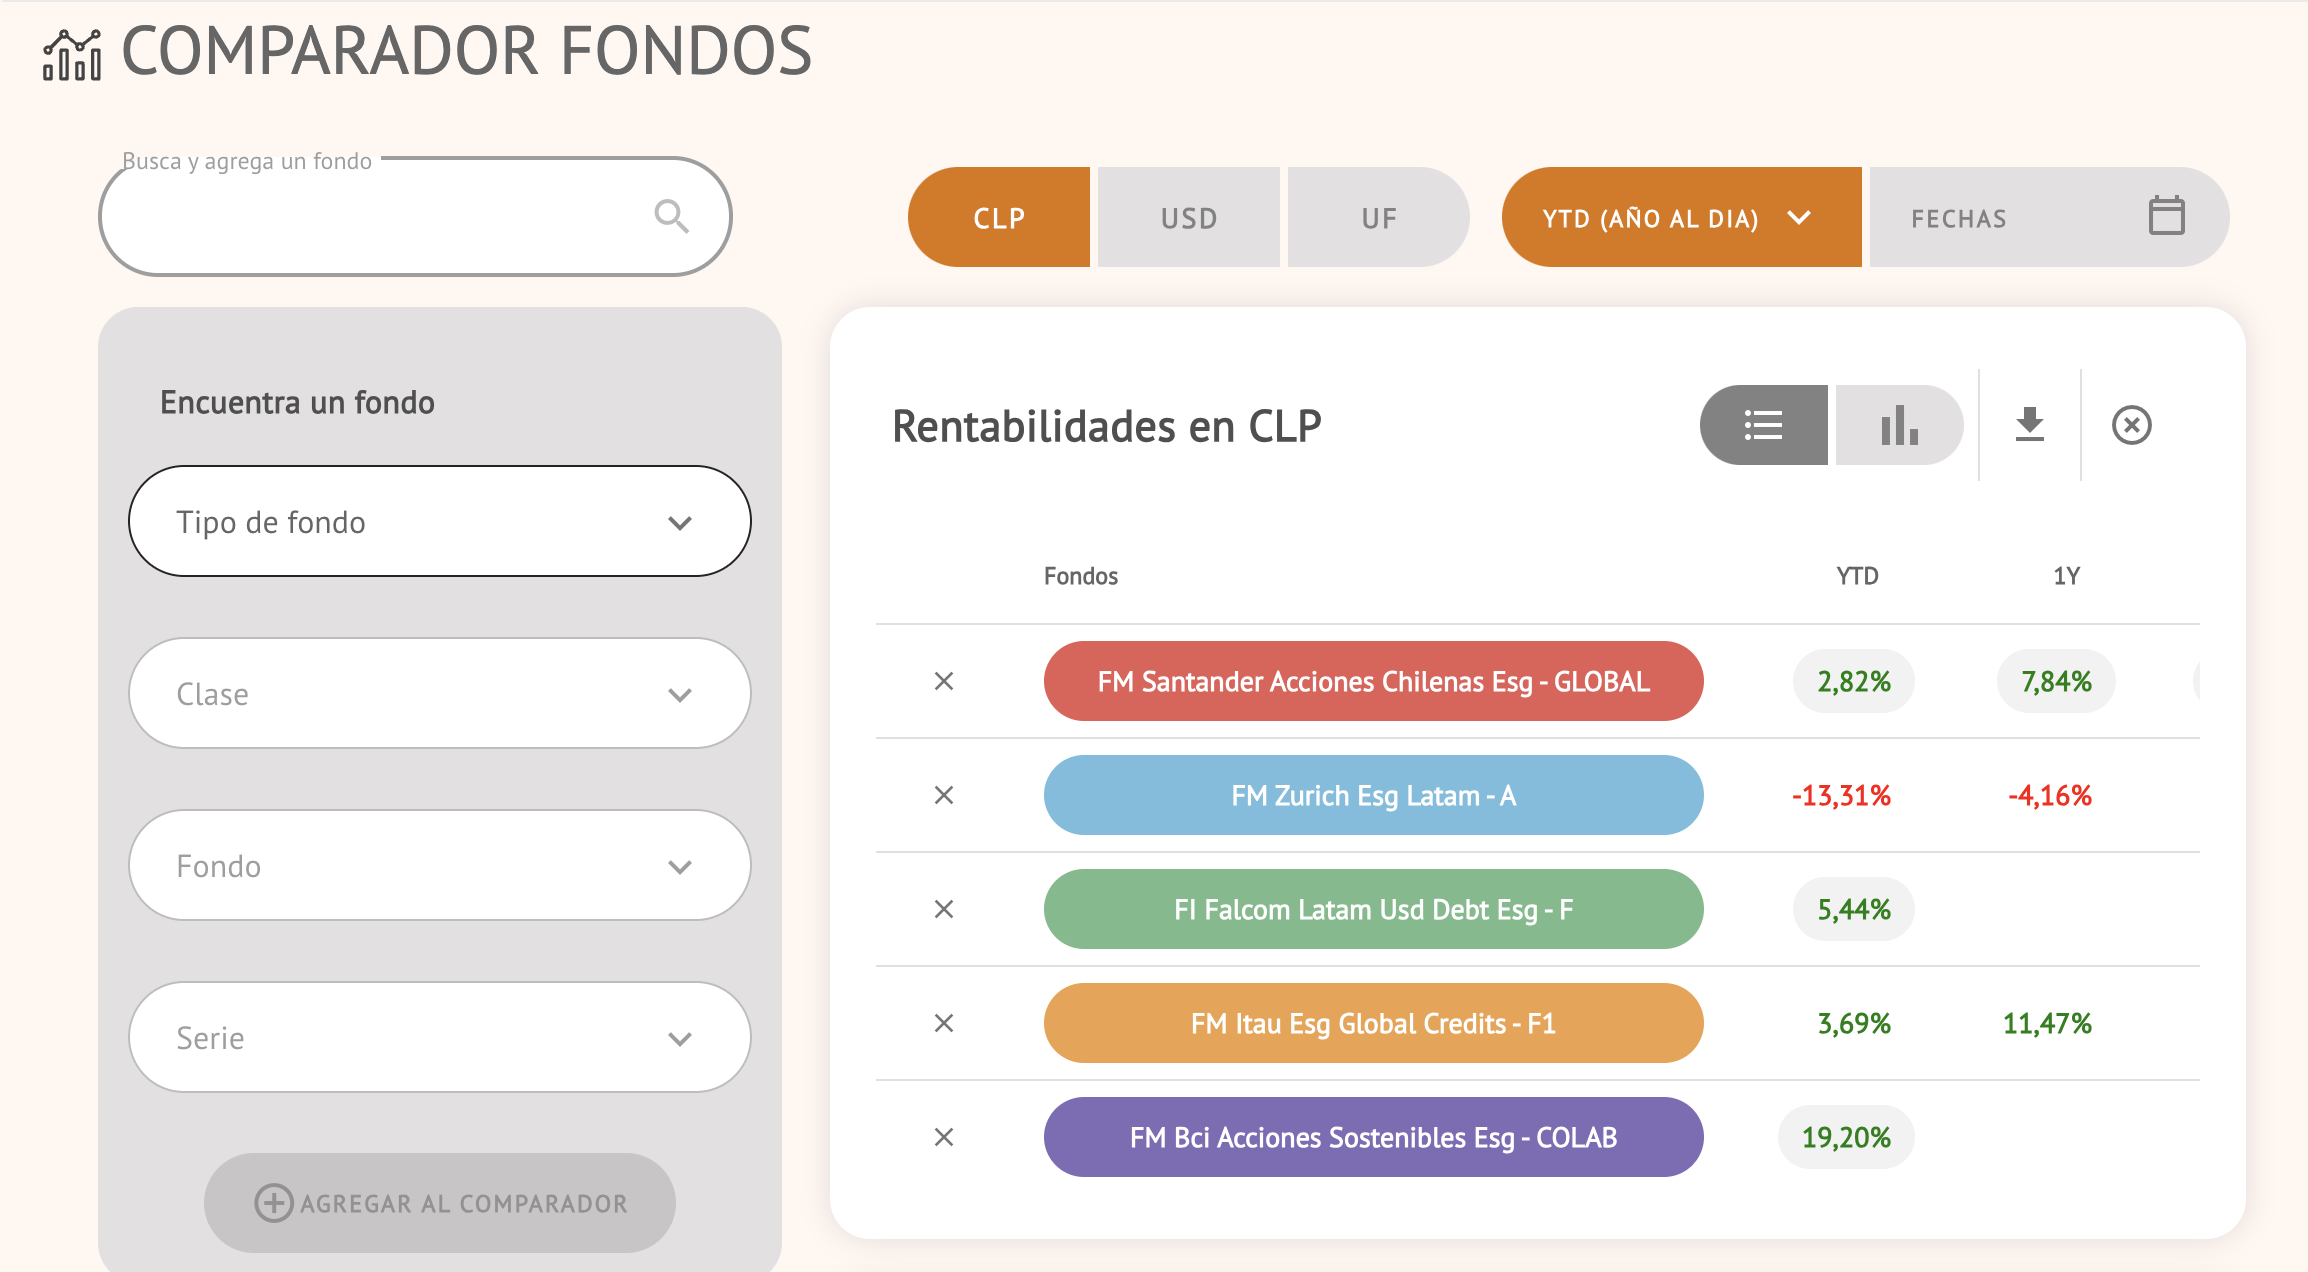 COMPARADOR FONDOS
Busca y agrega un fondo
CLP USD UF YTD (AÑO AL DIA) FECHAS
Encuentra un fondo
Tipo de fondo
Clase
Fondo
Serie
AGREGAR AL COMPARADOR
Rentabilidades en CLP
Fondos YTD 1Y
FM Santander Acciones Chilenas Esg - GLOBAL 2,82% 7,84%
FM Zurich Esg Latam - A -13,31% -4,16%
FI Falcom Latam Usd Debt Esg - F 5,44%
FM Itau Esg Global Credits - F1 3,69% 11,47%
FM Bci Acciones Sostenibles Esg - COLAB 19,20%